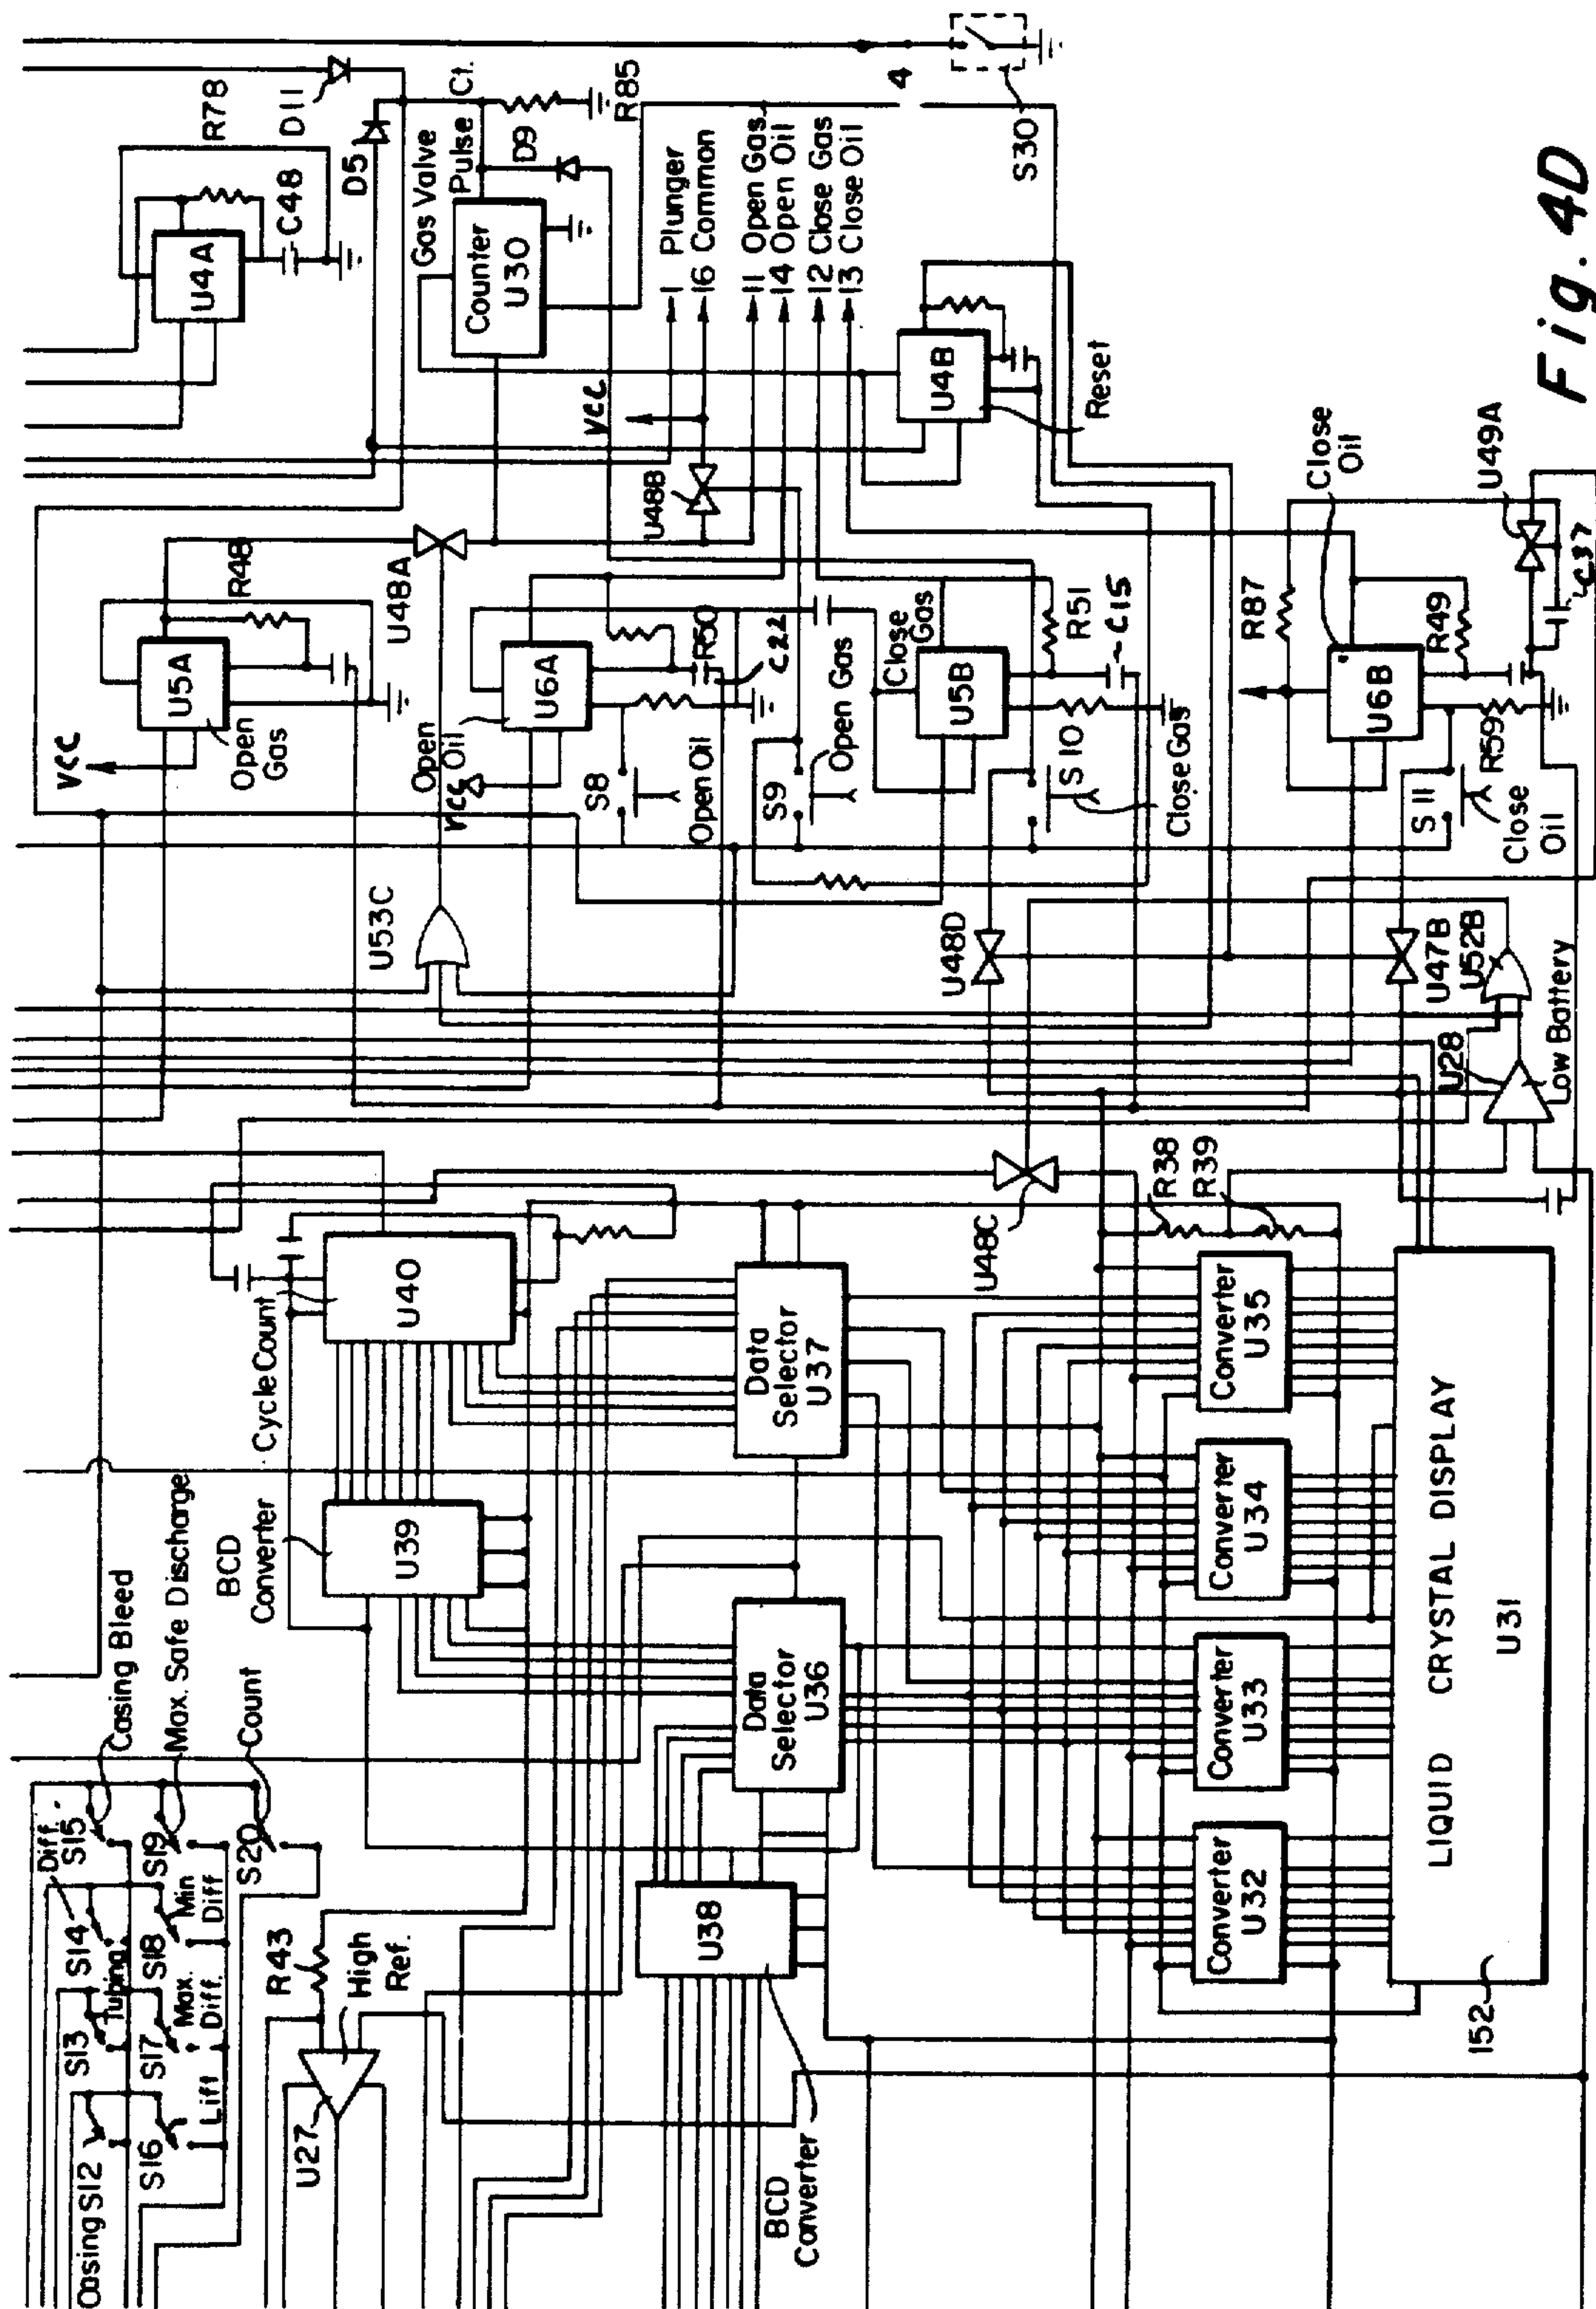 R78
D11
U4A
C48
D5
Gas Valve
Pulse Ct.
Counter
U30
D9
R85
4
S30
1 Plunger
16 Common
11 Open Gas
14 Open Oil
12 Close Gas
13 Close Oil
VCC
U48B
U4B
Reset
VCC
U5A
Open
Gas
R48
U48A
Open
Oil
VCC
U6A
R50
C22
S8
Open Oil
S9
Open Gas
Close
Gas
U5B
R51
C15
S10
Close Gas
R87
Close
Oil
U6B
R49
U49A
C37
S11
R59
Close
Oil
U53C
U48D
U47B
U52B
U28
Low Battery
U48C
R38
R39
Cycle Count
U40
BCD
Converter
U39
Data
Selector
U37
Data
Selector
U36
U38
BCD
Converter
Converter
U35
Converter
U34
Converter
U33
Converter
U32
LIQUID CRYSTAL DISPLAY
U31
152
Casing S12
S13
Tubing
S14
Diff.
S15
Casing Bleed
S16
Lift
S17
Max.
Diff.
S18
Min
Diff
S19
Max. Safe Discharge
S20
Count
R43
High
Ref.
U27
Fig. 4D